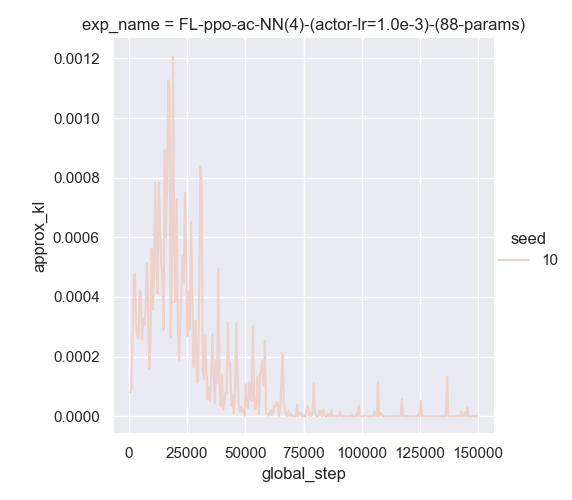 exp_name = FL-ppo-ac-NN(4)-(actor-lr=1.0e-3)-(88-params)
0.0012
0.0010
0.0008
0.0006
0.0004
0.0002
0.0000
approx_kl
0 25000 50000 75000 100000 125000 150000
global_step
seed
10